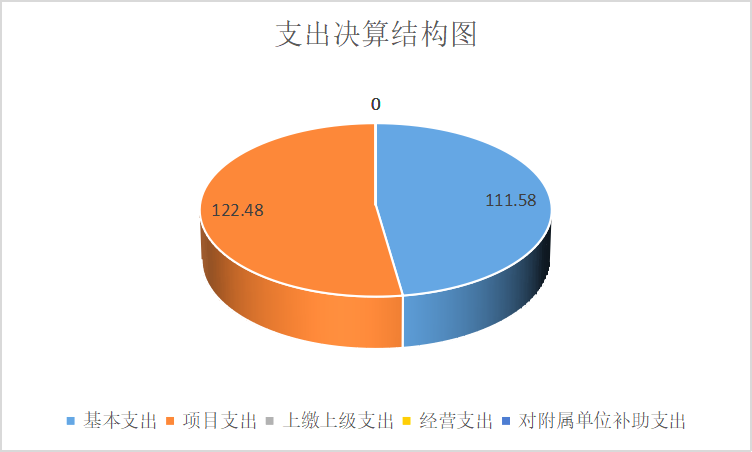 支出决算结构图
0
111.58
122.48
基本支出 项目支出 上缴上级支出 经营支出 对附属单位补助支出